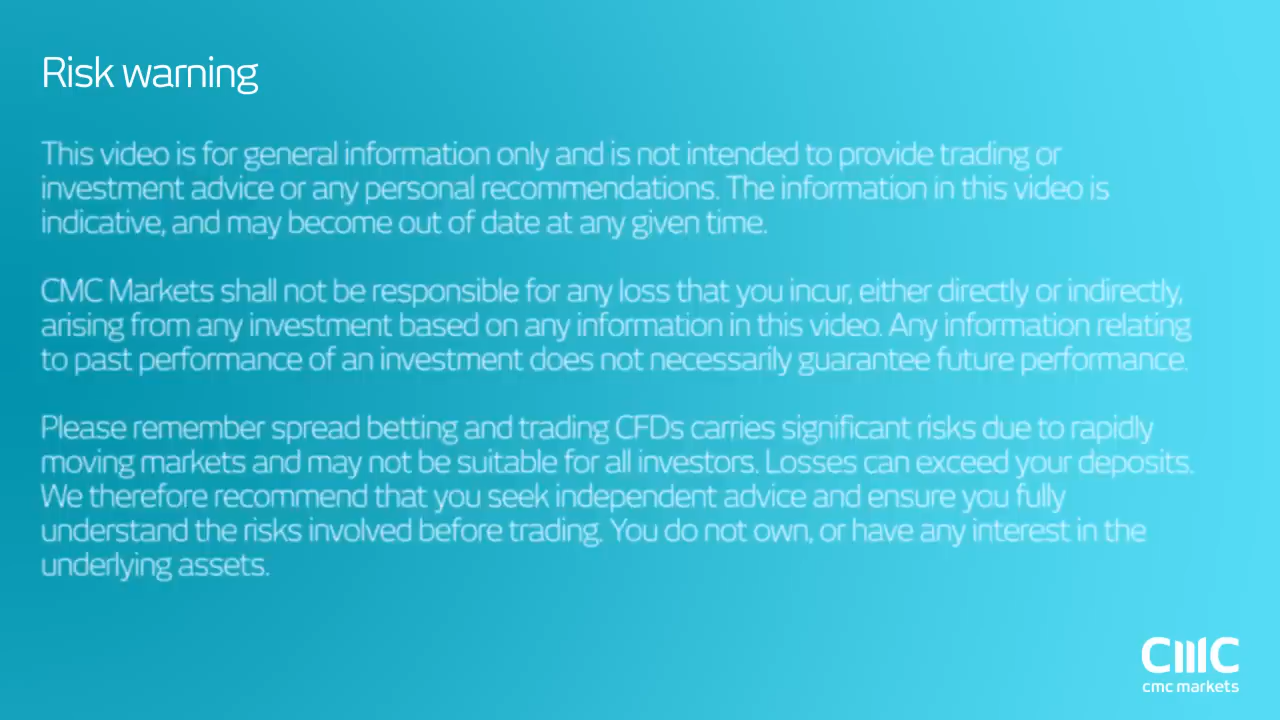 Risk warning
This video is for general information only and is not intended to provide trading or
investment advice or any personal recommendations. The information in this video is
indicative, and may become out of date at any given time.
CMC Markets shall not be responsible for any loss that you incur, either directly or indirectly,
arising from any investment based on any information in this video. Any information relating
to past performance of an investment does not necessarily guarantee future performance.
Please remember spread betting and trading CFDs carries significant risks due to rapidly
moving markets and may not be suitable for all investors. Losses can exceed your deposits.
We therefore recommend that you seek independent advice and ensure you fully
understand the risks involved before trading. You do not own, or have any interest in the
underlying assets.
CMC
cmc markets